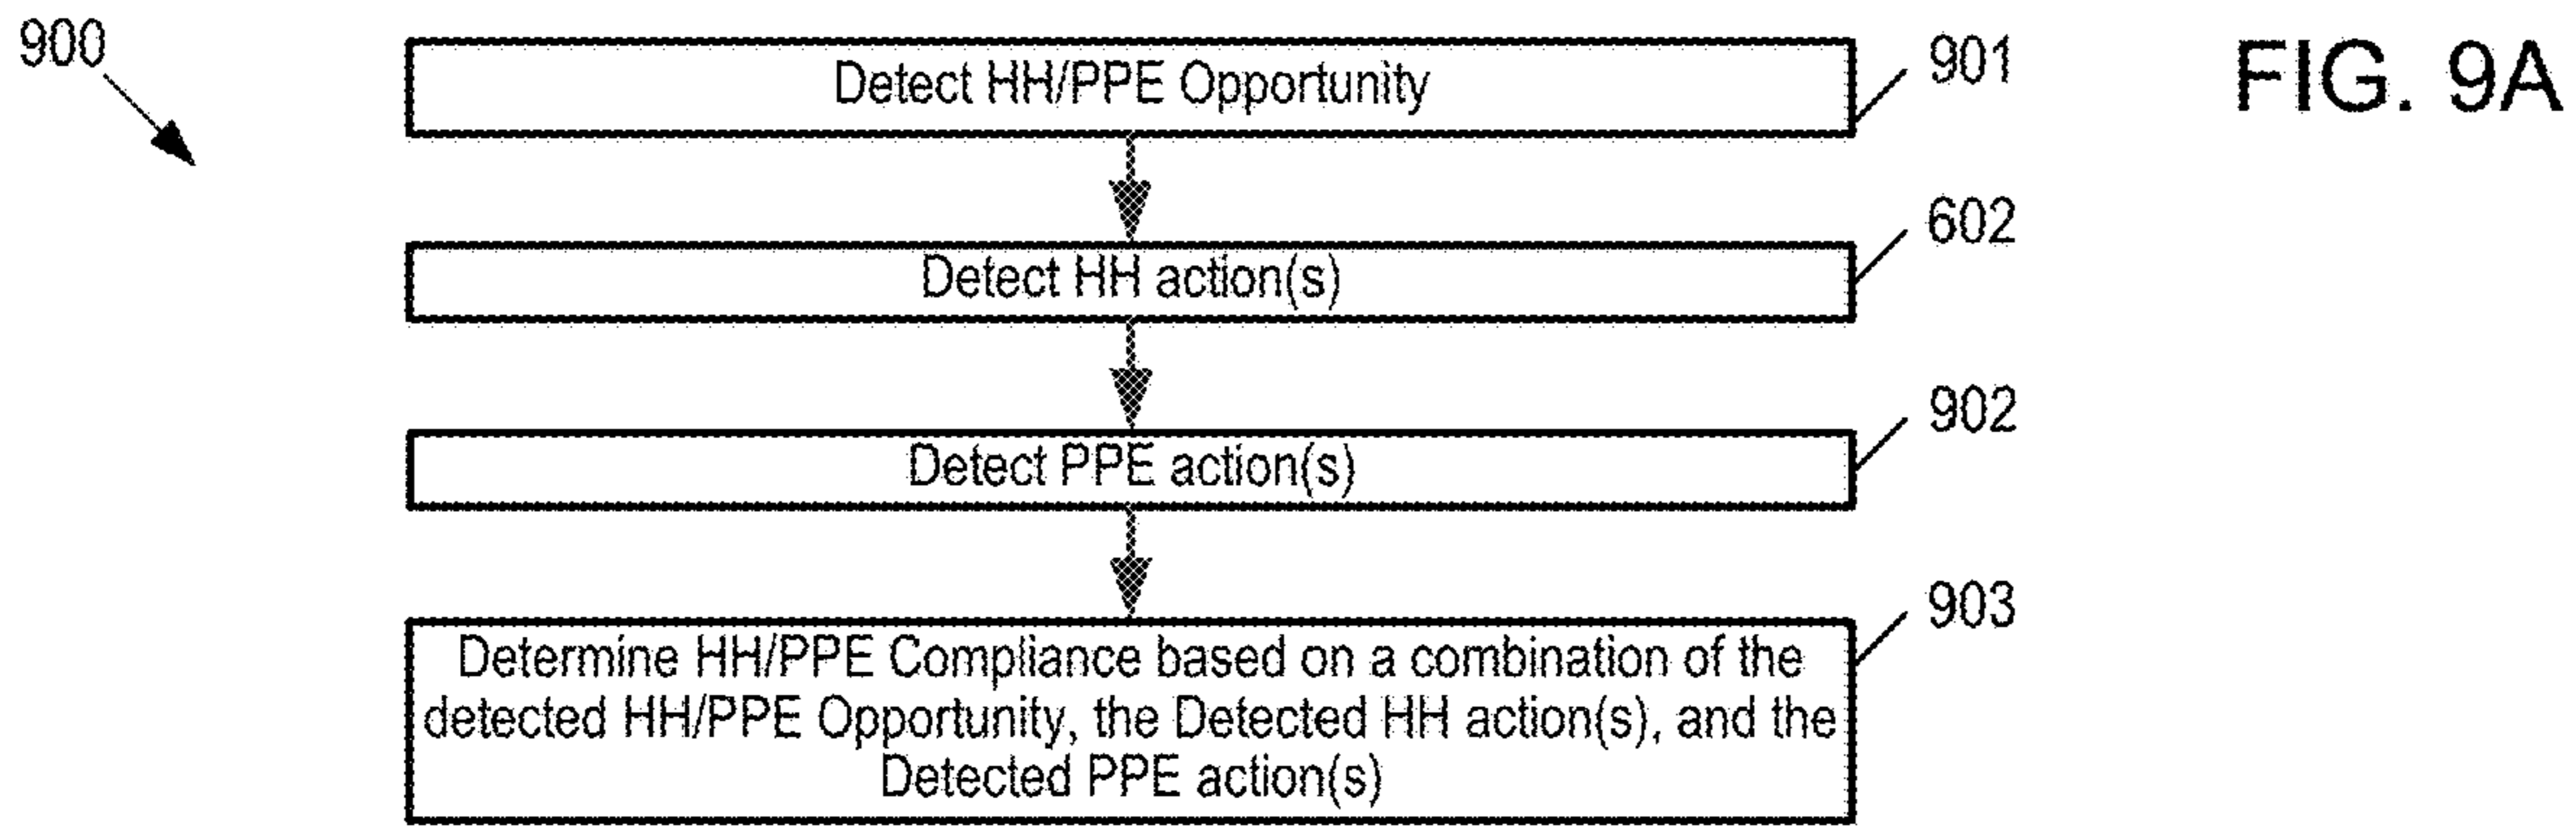 900
FIG. 9A
Detect HH/PPE Opportunity
901
Detect HH action(s)
602
Detect PPE action(s)
902
Determine HH/PPE Compliance based on a combination of the
detected HH/PPE Opportunity, the Detected HH action(s), and the
Detected PPE action(s)
903